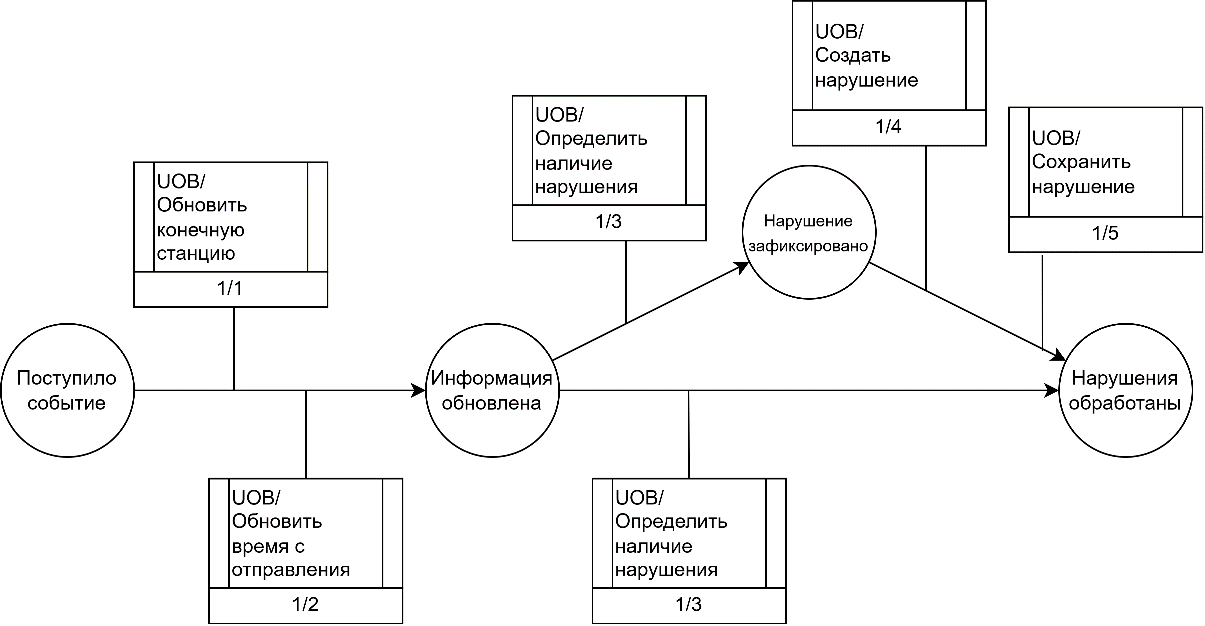 UOB/
Создать
нарушение
1/4
UOB/
Определить
наличие
нарушения
1/3
UOB/
Сохранить
нарушение
1/5
UOB/
Обновить
конечную
станцию
1/1
Нарушение
зафиксировано
Поступило
событие
Информация
обновлена
Нарушения
обработаны
UOB/
Обновить
время с
отправления
1/2
UOB/
Определить
наличие
нарушения
1/3